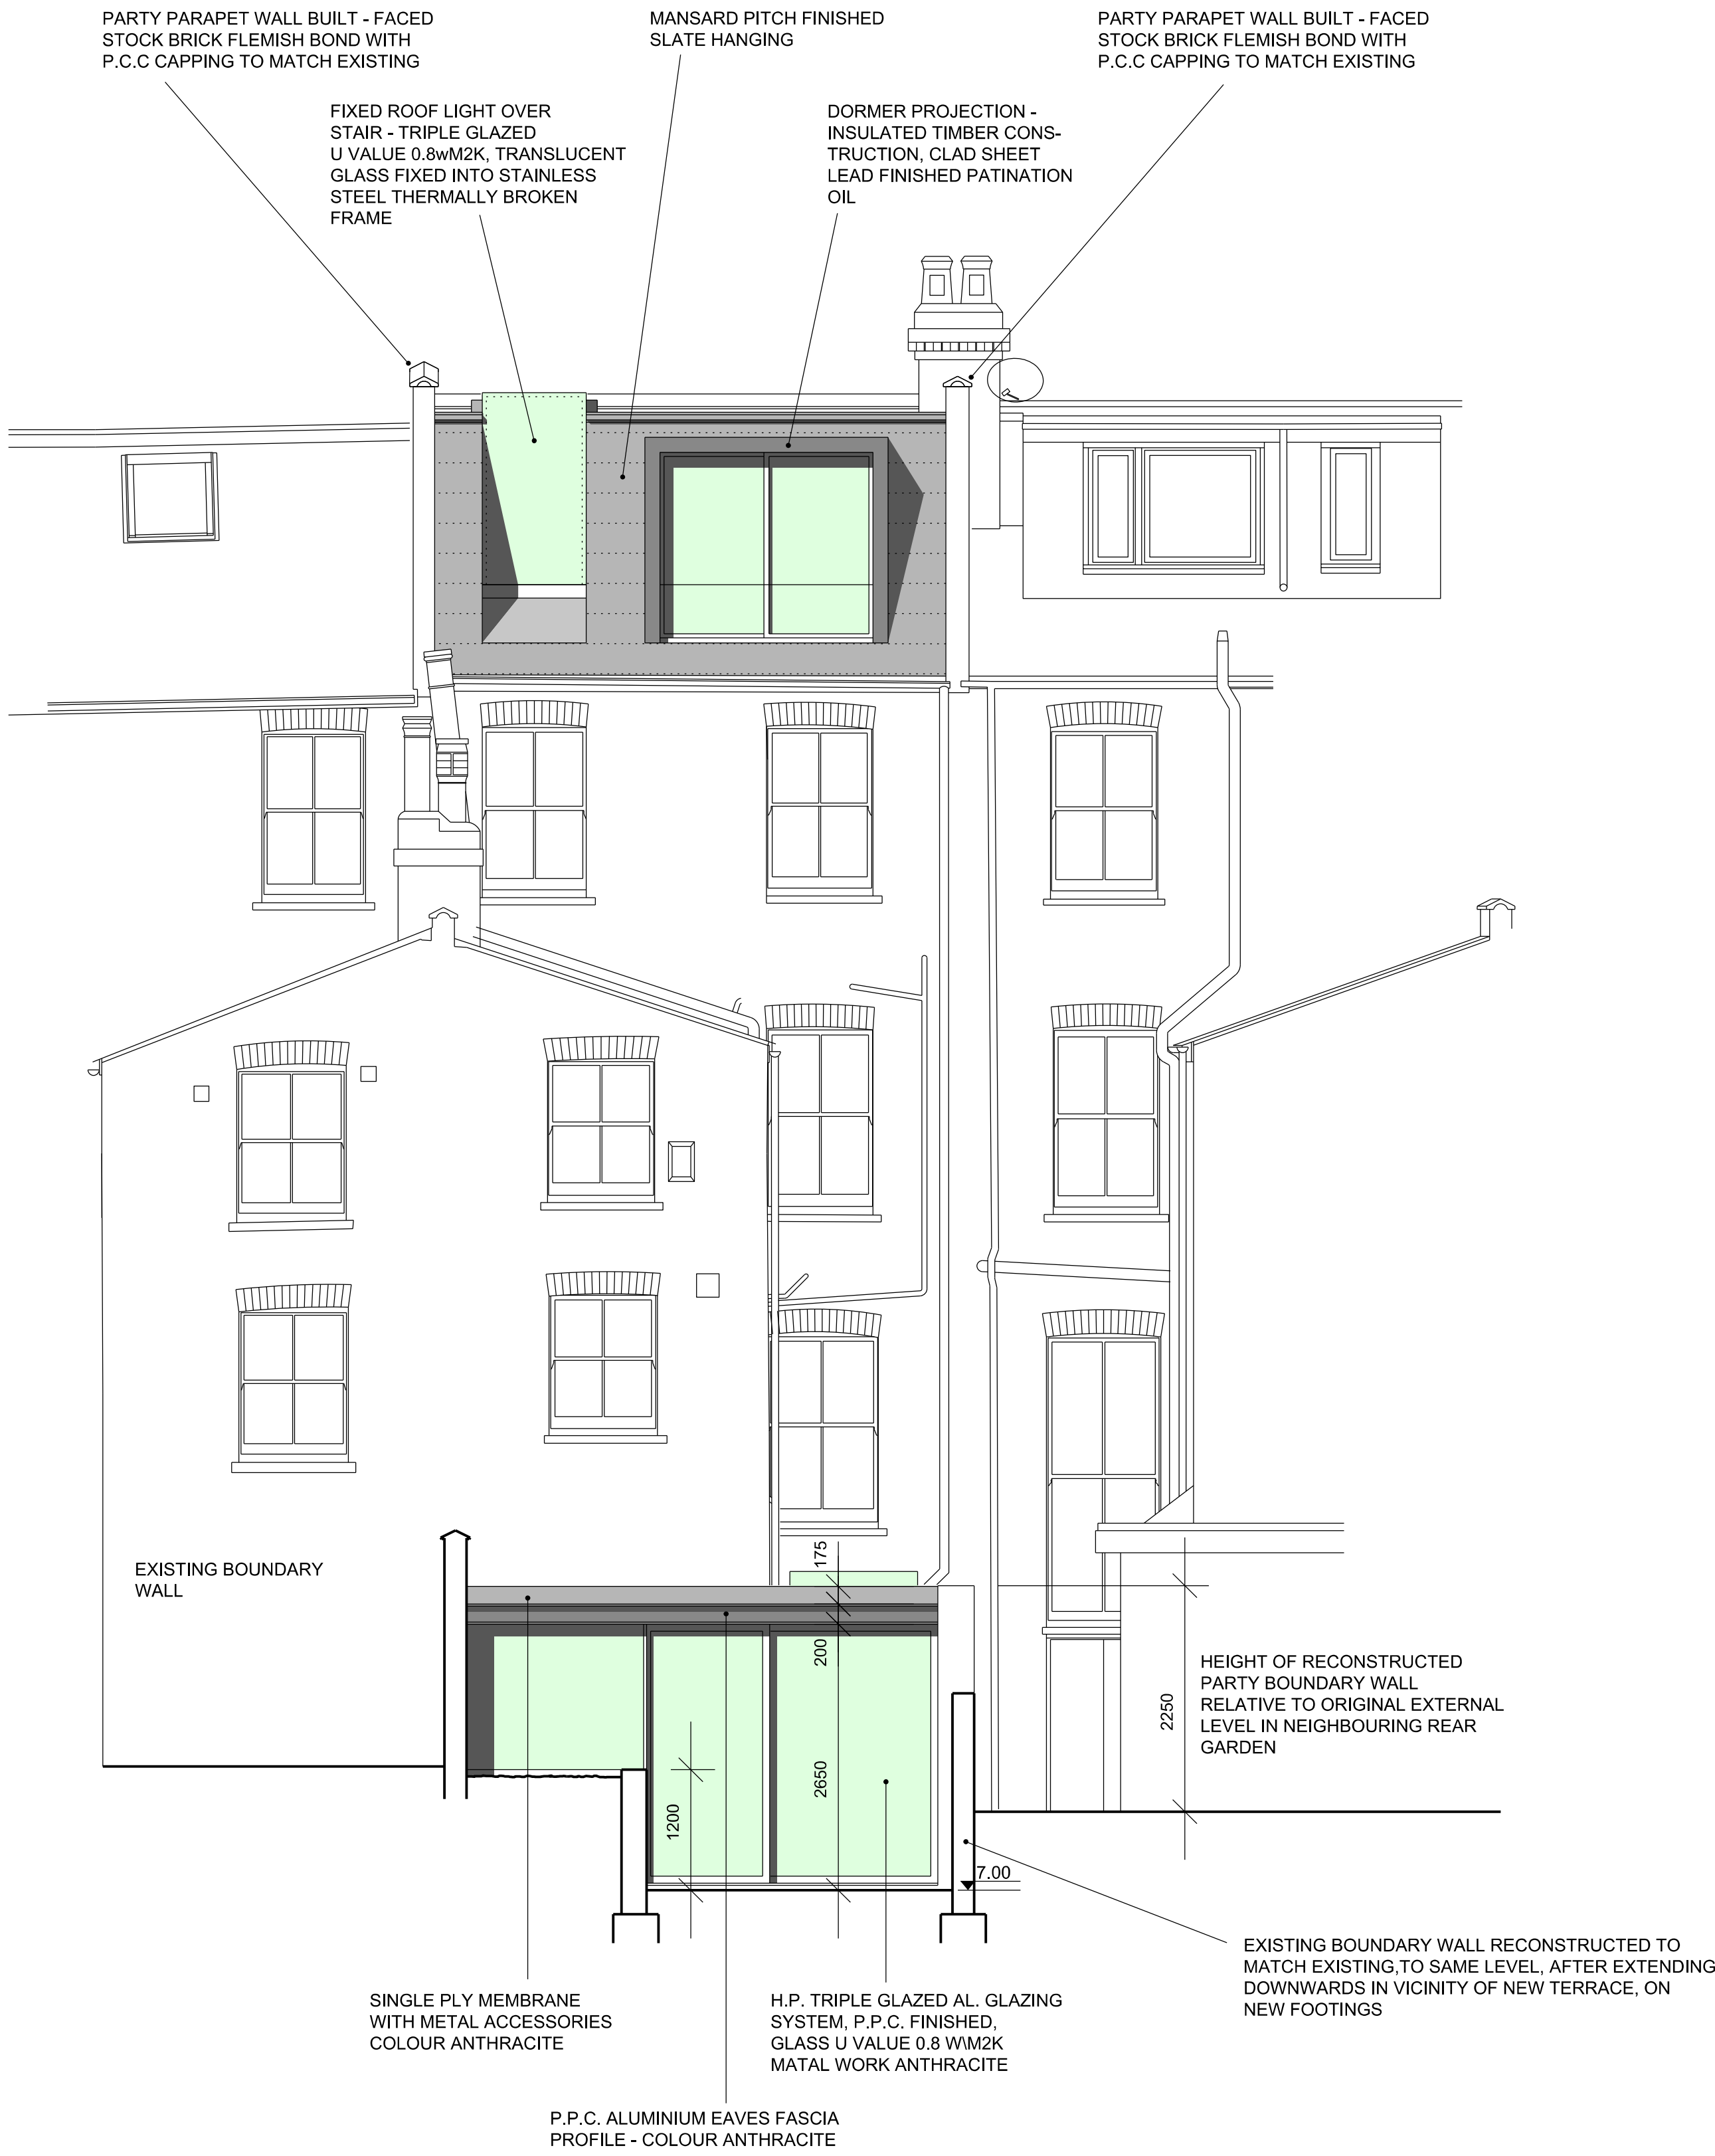 PARTY PARAPET WALL BUILT - FACED
STOCK BRICK FLEMISH BOND WITH
P.C.C CAPPING TO MATCH EXISTING
MANSARD PITCH FINISHED
SLATE HANGING
PARTY PARAPET WALL BUILT - FACED
STOCK BRICK FLEMISH BOND WITH
P.C.C CAPPING TO MATCH EXISTING
FIXED ROOF LIGHT OVER
STAIR - TRIPLE GLAZED
U VALUE 0.8wM2K, TRANSLUCENT
GLASS FIXED INTO STAINLESS
STEEL THERMALLY BROKEN
FRAME
DORMER PROJECTION -
INSULATED TIMBER CONS-
TRUCTION, CLAD SHEET
LEAD FINISHED PATINATION
OIL
EXISTING BOUNDARY
WALL
175
200
2650
1200
2250
HEIGHT OF RECONSTRUCTED
PARTY BOUNDARY WALL
RELATIVE TO ORIGINAL EXTERNAL
LEVEL IN NEIGHBOURING REAR
GARDEN
7.00
EXISTING BOUNDARY WALL RECONSTRUCTED TO
MATCH EXISTING,TO SAME LEVEL, AFTER EXTENDING
DOWNWARDS IN VICINITY OF NEW TERRACE, ON
NEW FOOTINGS
SINGLE PLY MEMBRANE
WITH METAL ACCESSORIES
COLOUR ANTHRACITE
H.P. TRIPLE GLAZED AL. GLAZING
SYSTEM, P.P.C. FINISHED,
GLASS U VALUE 0.8 W\M2K
MATAL WORK ANTHRACITE
P.P.C. ALUMINIUM EAVES FASCIA
PROFILE - COLOUR ANTHRACITE